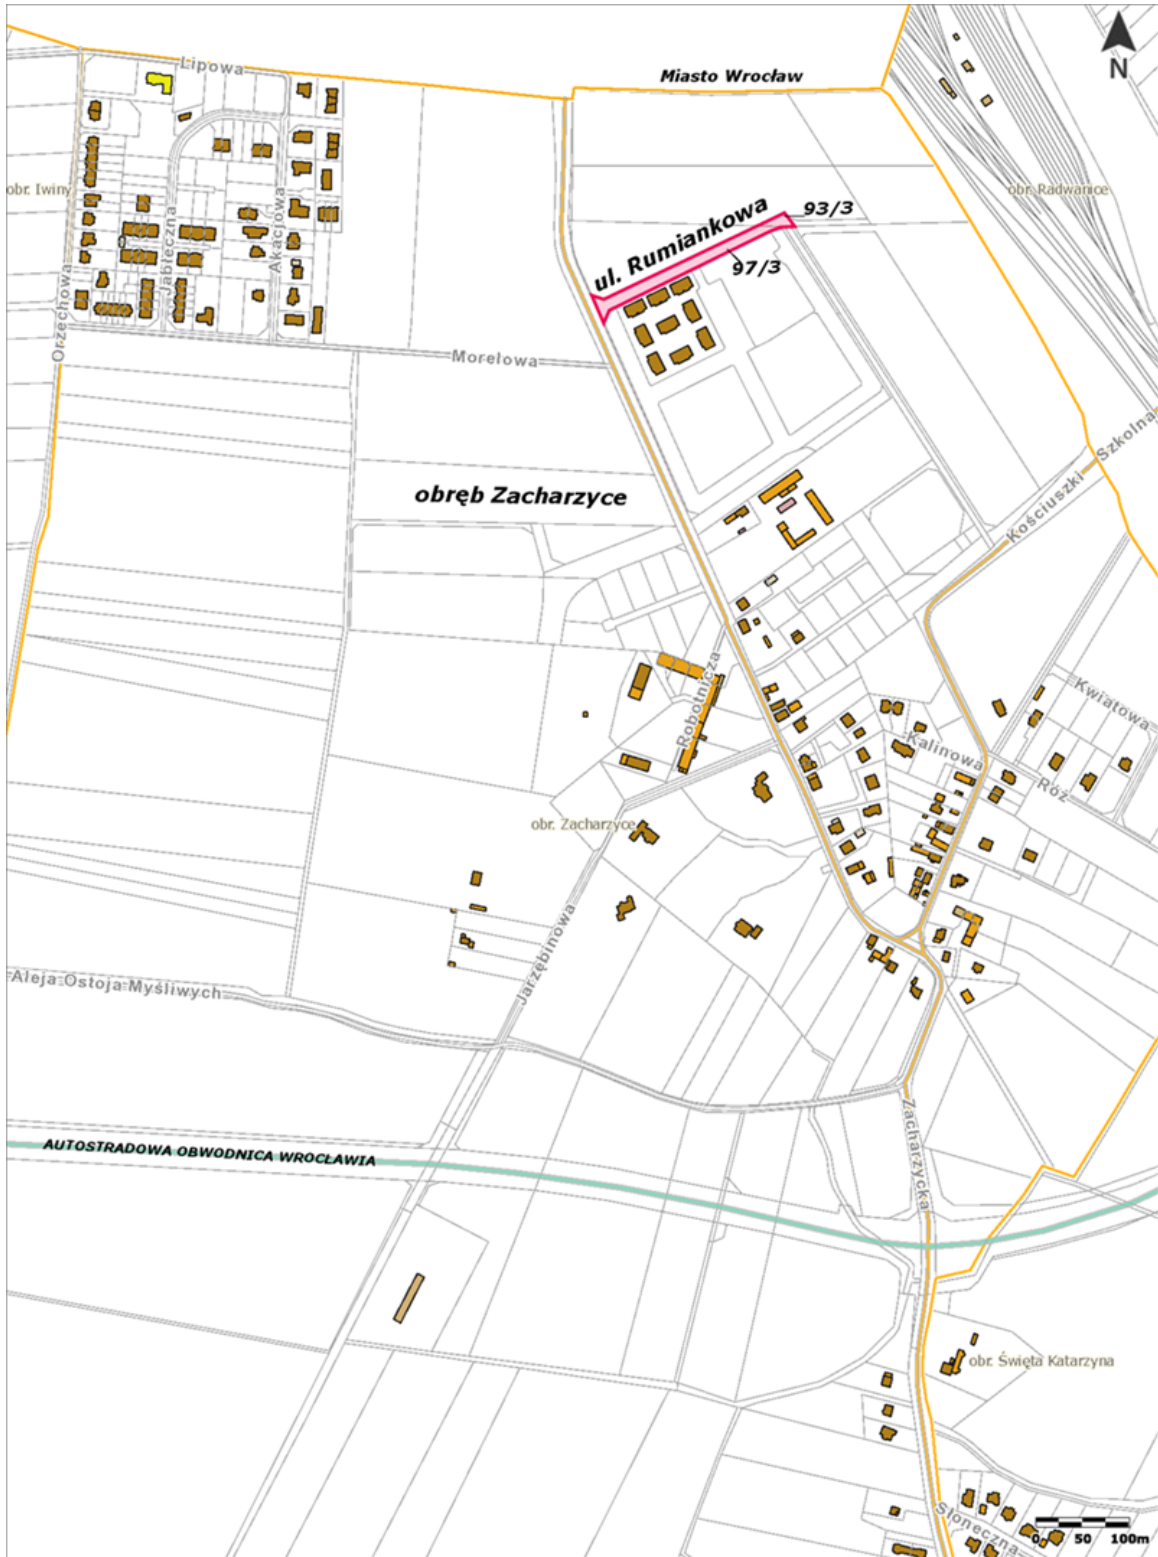 Lipowa
Miasto Wrocław
N
obr. Iwiny
obr. Radwanice
Jabłeczna
Akacjowa
ul. Rumiankowa
93/3
97/3
Orzechowa
Morelowa
Szkolna
Kościuszki
obręb Zacharzyce
Robotnicza
Kwiatowa
Kalinowa
Róż
obr. Zacharzyce
Jarzębinowa
Aleja Ostoja Myśliwych
Zacharzycka
AUTOSTRADOWA OBWODNICA WROCŁAWIA
obr. Święta Katarzyna
Słoneczna
0 50 100m